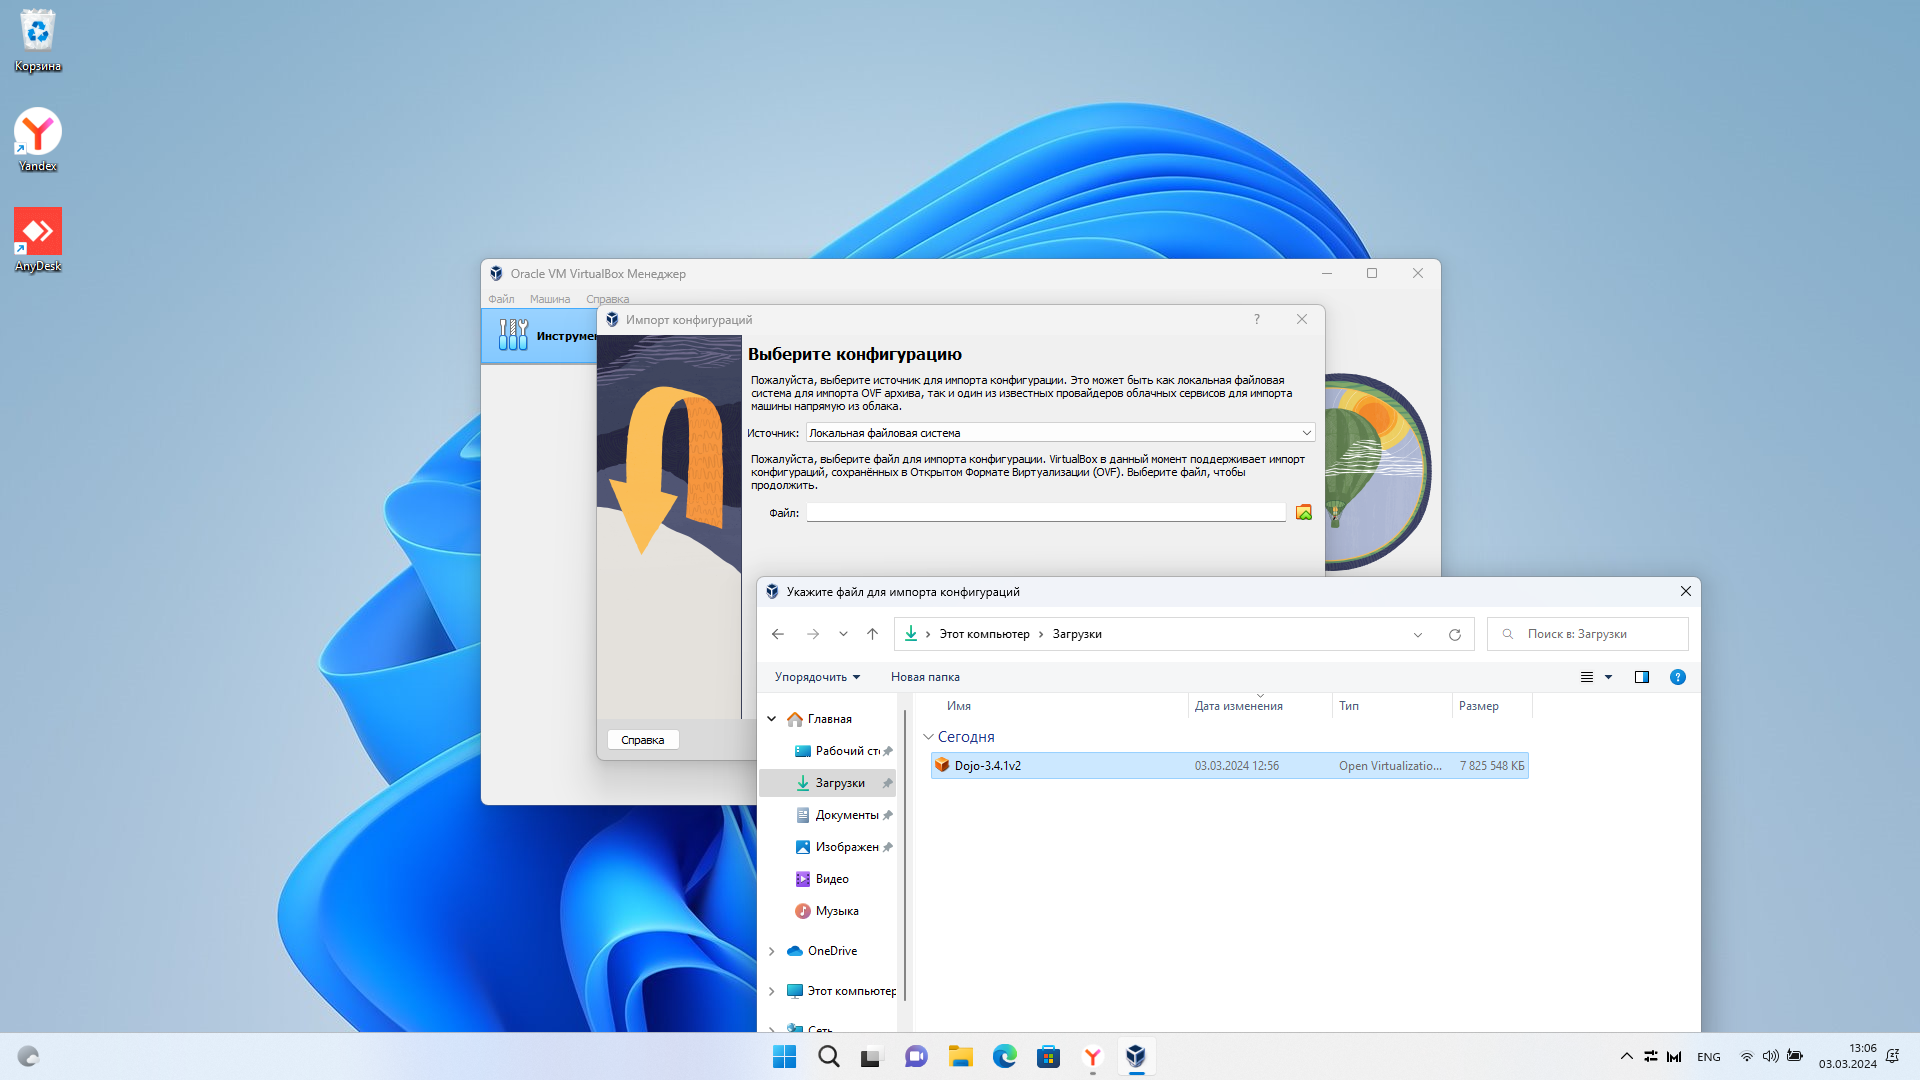 Корзина
Yandex
AnyDesk
Oracle VM VirtualBox Менеджер
Файл Машина Справка
Инструмен
Импорт конфигураций
?
Выберите конфигурацию
Пожалуйста, выберите источник для импорта конфигурации. Это может быть как локальная файловая
система для импорта OVF архива, так и один из известных провайдеров облачных сервисов для импорта
машины напрямую из облака.
Источник: Локальная файловая система
Пожалуйста, выберите файл для импорта конфигурации. VirtualBox в данный момент поддерживает импорт
конфигураций, сохранённых в Открытом Формате Виртуализации (OVF). Выберите файл, чтобы
продолжить.
Файл:
Справка
Укажите файл для импорта конфигураций
Этот компьютер › Загрузки
Поиск в: Загрузки
Упорядочить Новая папка
?
Имя Дата изменения Тип Размер
Главная
Рабочий сто
Загрузки
Документы
Изображен
Видео
Музыка
OneDrive
Этот компьютер
Сеть
Сегодня
Dojo-3.4.1v2 03.03.2024 12:56 Open Virtualizatio... 7 825 548 КБ
ENG
13:06
03.03.2024